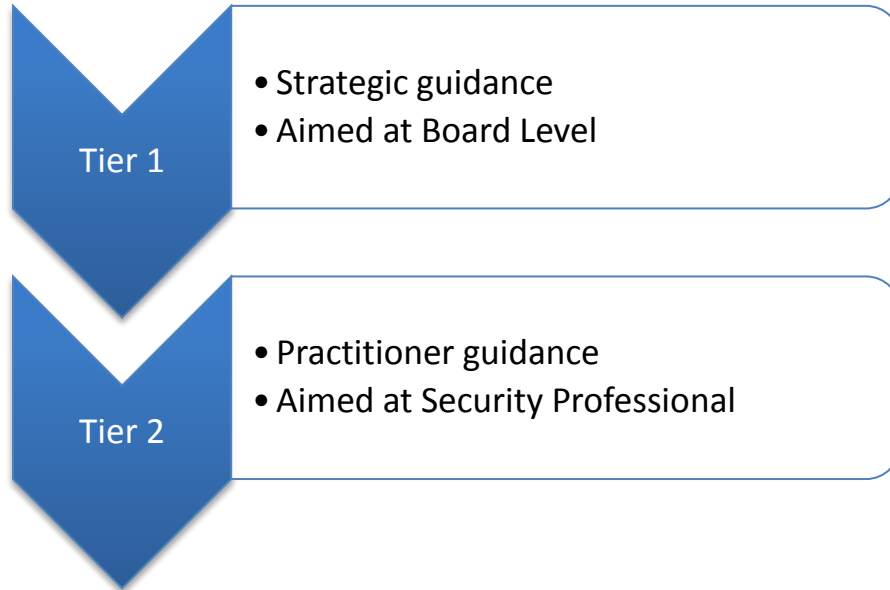 Tier 1
• Strategic guidance
• Aimed at Board Level
Tier 2
• Practitioner guidance
• Aimed at Security Professional